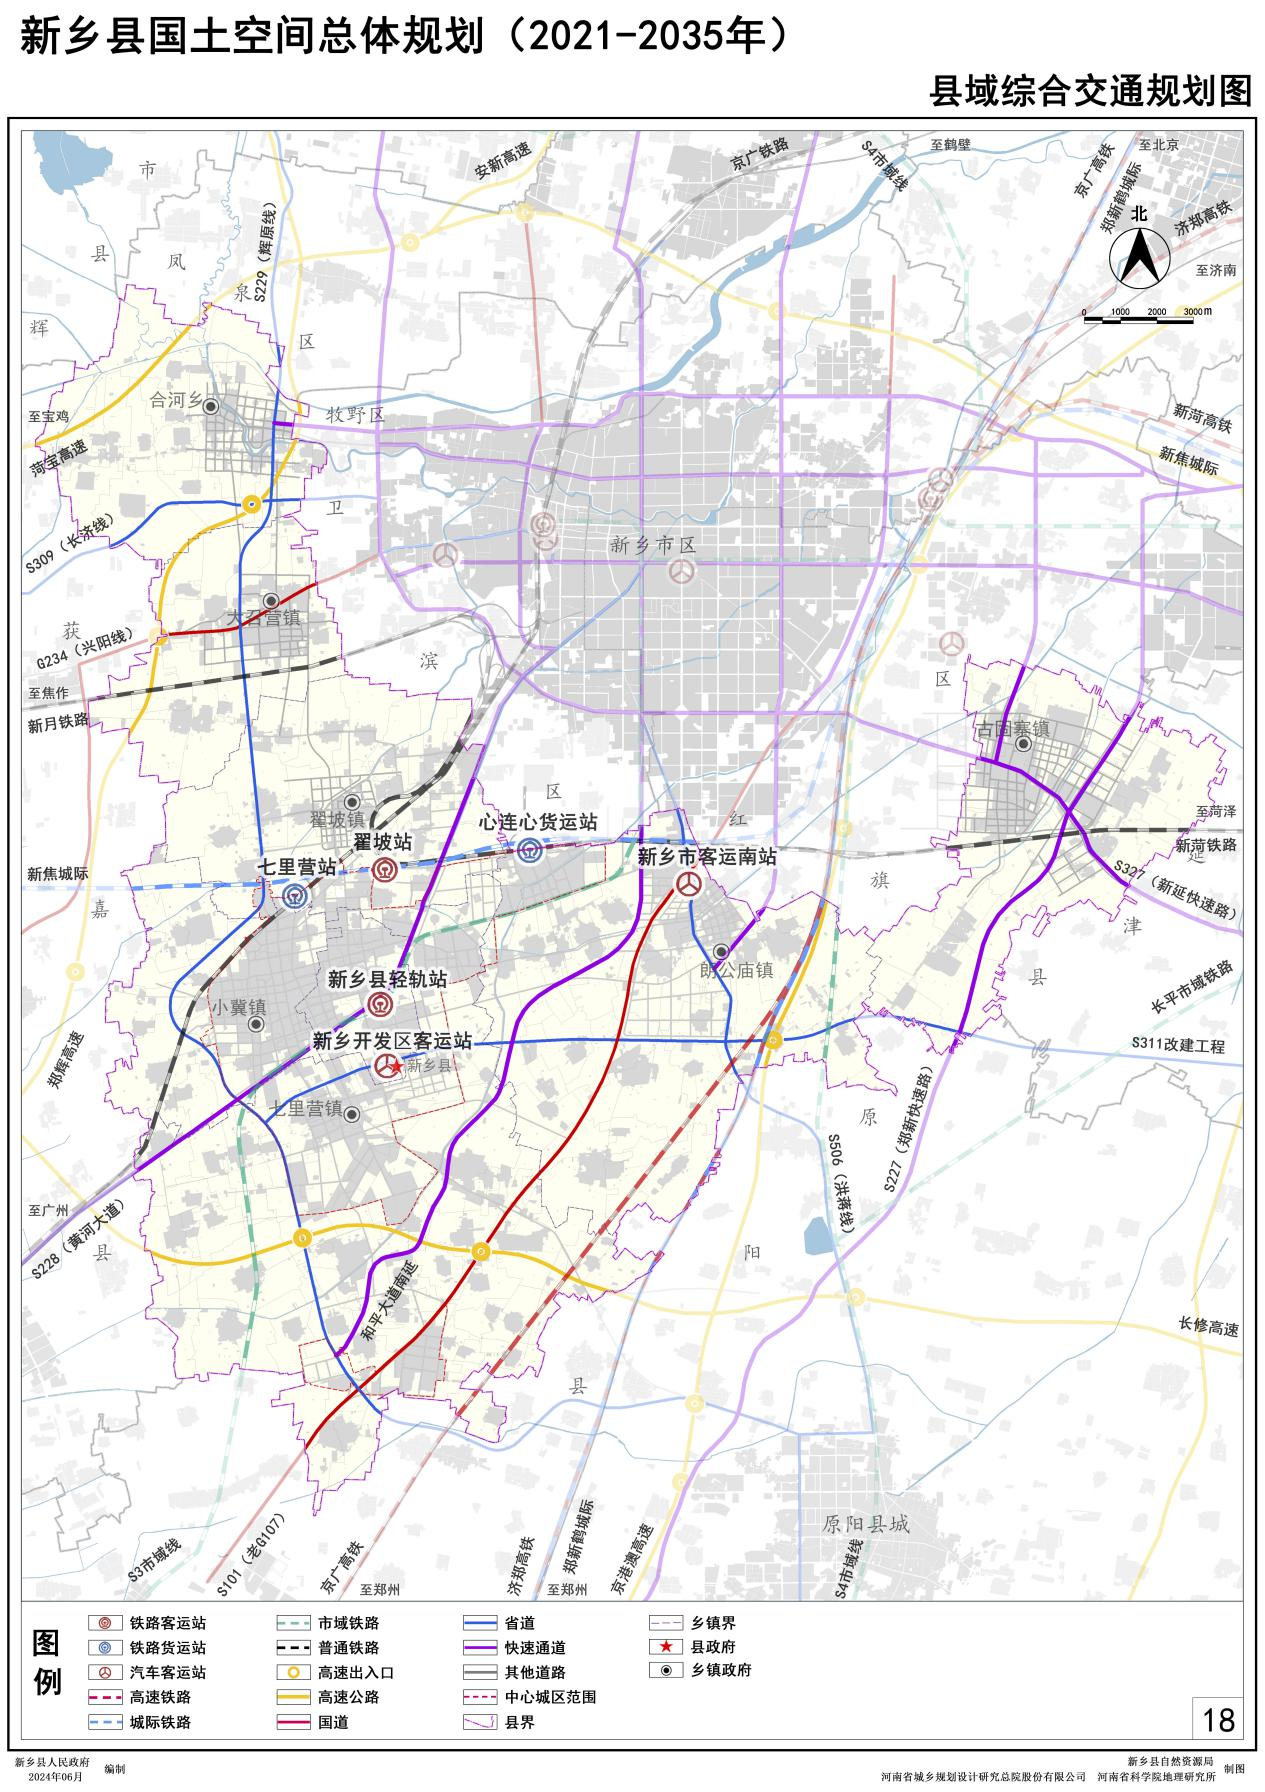 新乡县国土空间总体规划（2021-2035年）
县域综合交通规划图
市
安新高速
京广铁路
S4市域线
至鹤壁
京广高铁
至北京
郑新鹤城际
北
济郑高铁
至济南
县
凤
泉
S229（辉原线）
辉
区
0 1000 2000 3000m
合河乡
牧野区
至宝鸡
菏宝高速
新菏高铁
新焦城际
卫
S309（长济线）
新乡市区
大召营镇
获
G234（兴阳线）
滨
区
至焦作
新月铁路
古固寨镇
区
翟坡镇
心连心货运站
红
至菏泽
翟坡站
新乡市客运南站
新菏铁路
延
七里营站
新焦城际
旗
S327（新延快速路）
嘉
津
朗公庙镇
县
新乡县轻轨站
长平市域铁路
小冀镇
新乡开发区客运站
S311改建工程
郑辉高速
新乡县
七里营镇
原
S227（郑新快速路）
S506（洪蒋线）
至广州
S228（黄河大道）
县
阳
和平大道南延
长修高速
县
原阳县城
S3市域线
S101（老G107）
京广高铁
至郑州
济郑高铁
郑新鹤城际
至郑州
京港澳高速
S4市域线
图例
铁路客运站
铁路货运站
汽车客运站
高速铁路
城际铁路
市域铁路
普通铁路
高速出入口
高速公路
国道
省道
快速通道
其他道路
中心城区范围
县界
乡镇界
县政府
乡镇政府
18
新乡县人民政府
2024年06月
编制
新乡县自然资源局
河南省城乡规划设计研究总院股份有限公司 河南省科学院地理研究所
制图